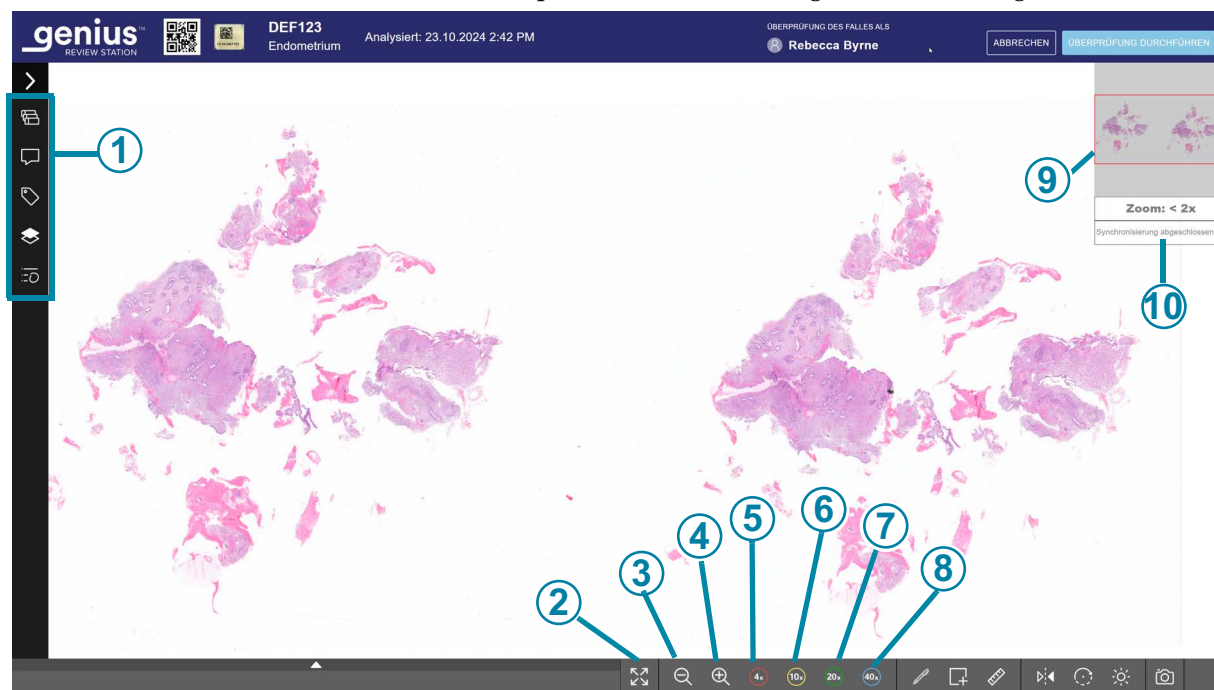 genius™
REVIEW STATION
DEF123
Endometrium
Analysiert: 23.10.2024 2:42 PM
ÜBERPRÜFUNG DES FALLES ALS
Rebecca Byrne
ABBRECHEN
ÜBERPRÜFUNG DURCHFÜHREN
1
9
Zoom: < 2x
Synchronisierung abgeschlossen
10
5
6
7
4
3
8
2
4x
10x
20x
40x